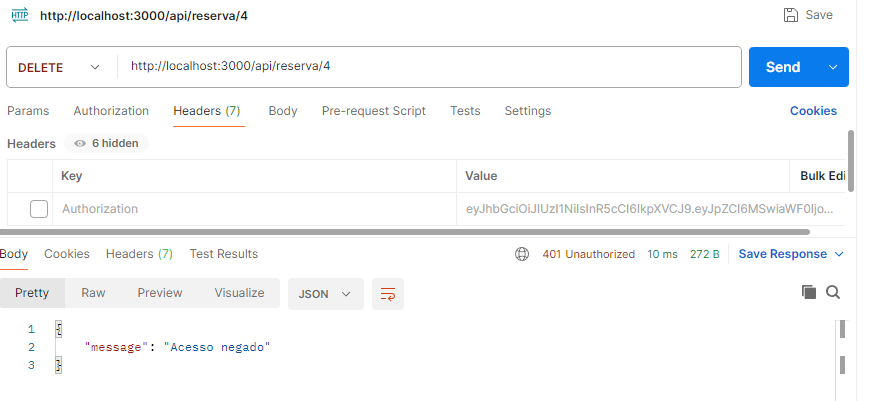 HTTP http://localhost:3000/api/reserva/4 Save
DELETE http://localhost:3000/api/reserva/4 Send
Params Authorization Headers (7) Body Pre-request Script Tests Settings Cookies
Headers 6 hidden
Key Value Bulk Edi
Authorization eyJhbGciOiJIUzI1NiIsInR5cCI6IkpXVCJ9.eyJpZCI6MSwiaWF0Ijo...
Body Cookies Headers (7) Test Results 401 Unauthorized 10 ms 272 B Save Response
Pretty Raw Preview Visualize JSON
1 {
2 "message": "Acesso negado"
3 }